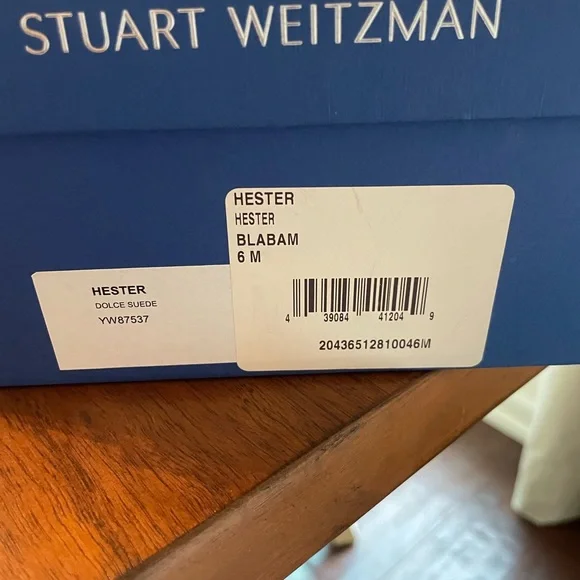 STUART WEITZMAN
HESTER
HESTER
BLABAM
6 M
4 39084 41204 9
20436512810046M
HESTER
DOLCE SUEDE
YW87537